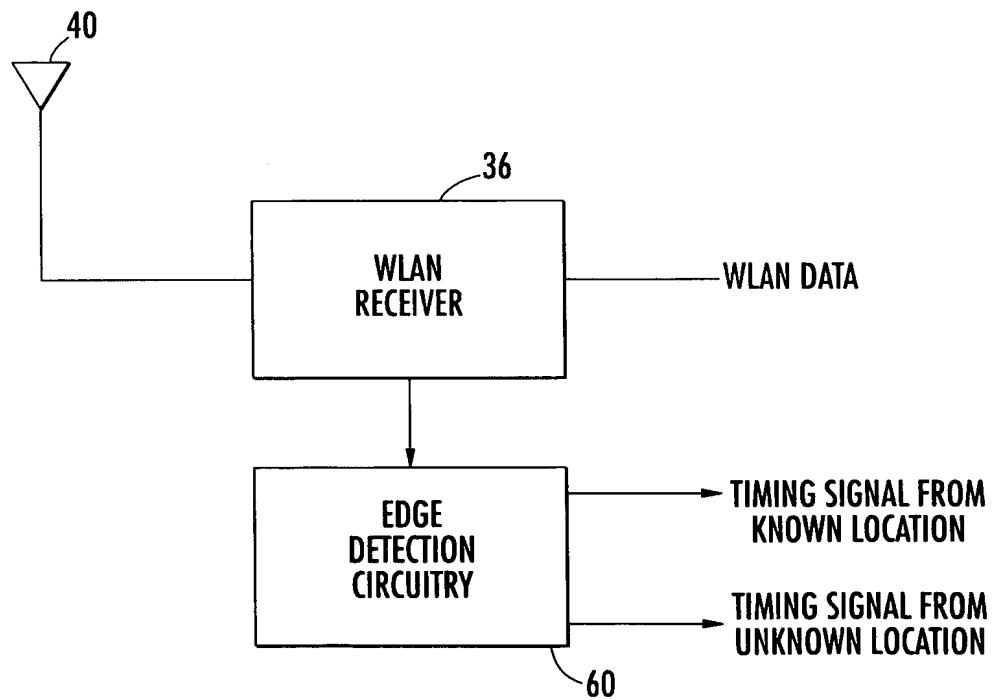 40
36
WLAN
RECEIVER
WLAN DATA
EDGE
DETECTION
CIRCUITRY
TIMING SIGNAL FROM
KNOWN LOCATION
TIMING SIGNAL FROM
UNKNOWN LOCATION
60